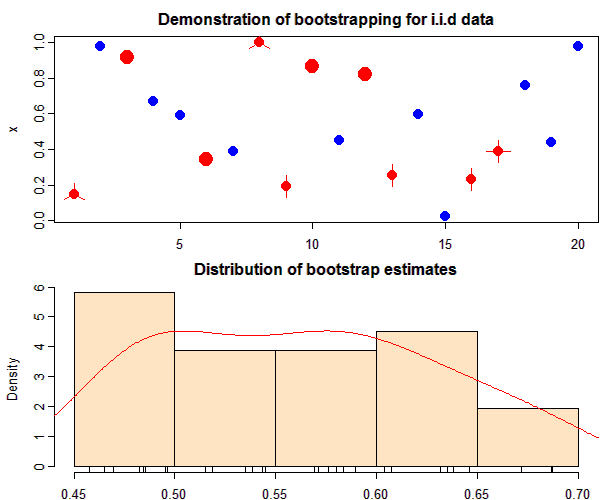 Demonstration of bootstrapping for i.i.d data
1.0
0.8
0.6
0.4
0.2
0.0
x
5 10 15 20
Distribution of bootstrap estimates
6
5
4
3
2
1
0
Density
0.45 0.50 0.55 0.60 0.65 0.70